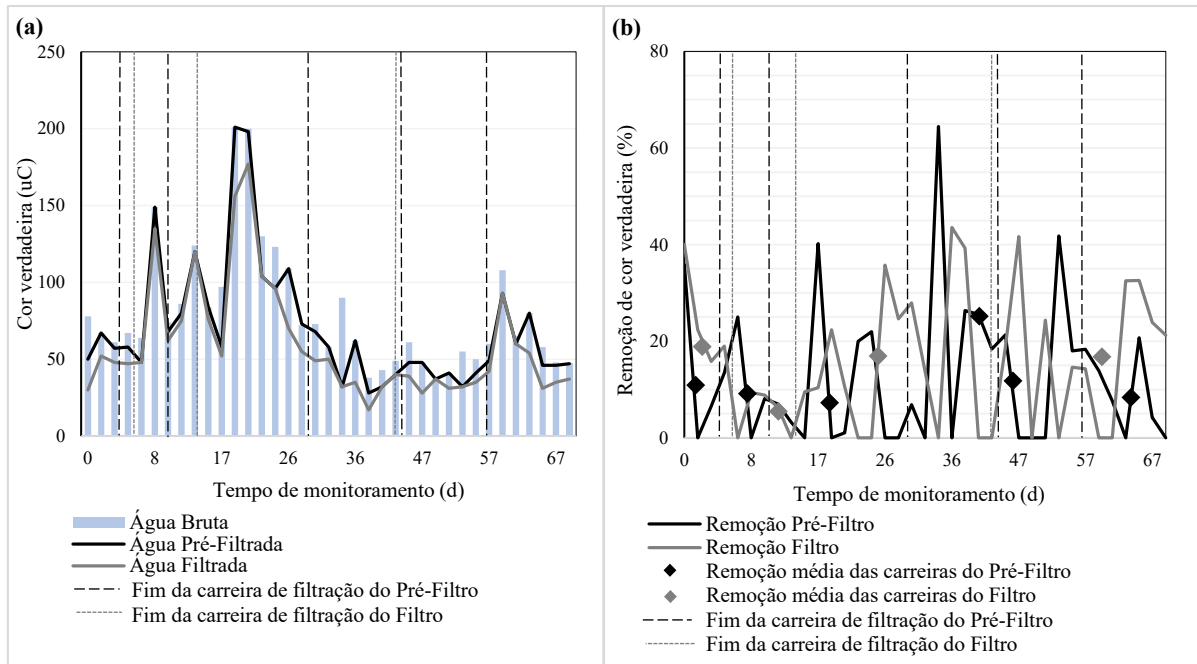 (a)
250
200
150
100
50
0
Cor verdadeira (uC)
0 8 17 26 36 47 57 67
Tempo de monitoramento (d)
Água Bruta
Água Pré-Filtrada
Água Filtrada
Fim da carreira de filtração do Pré-Filtro
Fim da carreira de filtração do Filtro
(b)
80
60
40
20
0
Remoção de cor verdadeira (%)
0 8 17 26 36 47 57 67
Tempo de monitoramento (d)
Remoção Pré-Filtro
Remoção Filtro
Remoção média das carreiras do Pré-Filtro
Remoção média das carreiras do Filtro
Fim da carreira de filtração do Pré-Filtro
Fim da carreira de filtração do Filtro